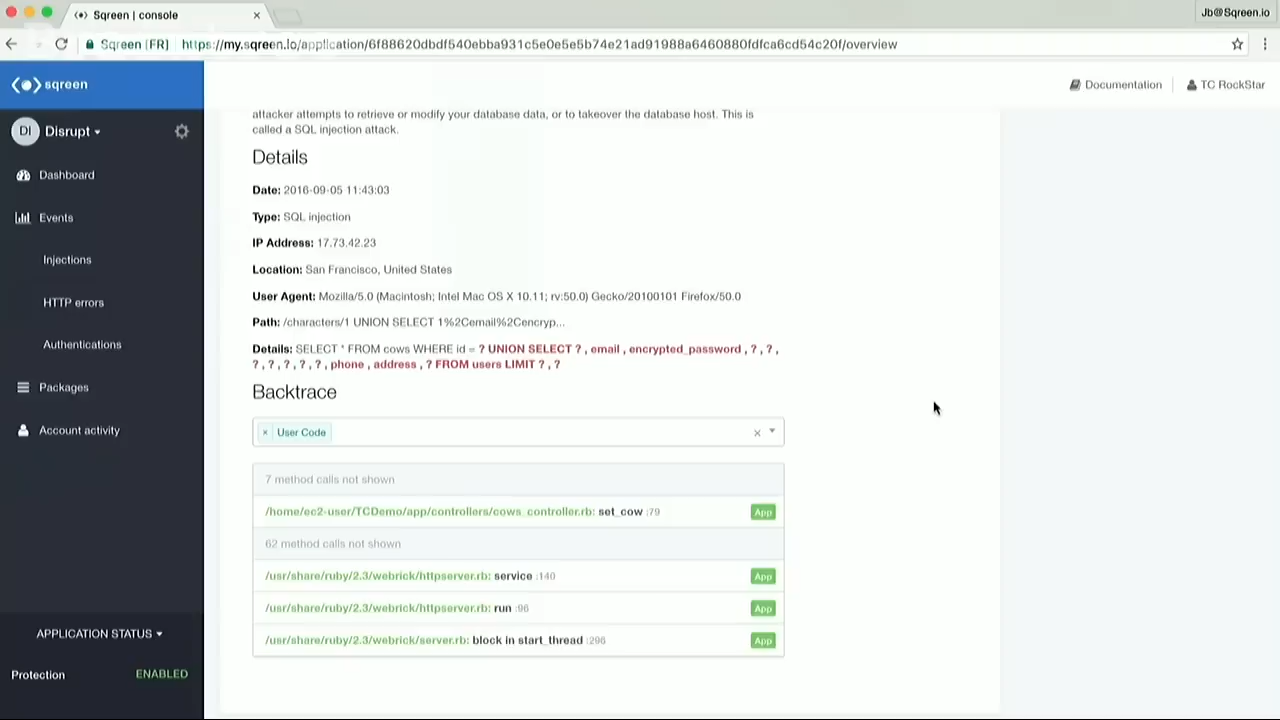 Sqreen | console
×
Jb@Sqreen.io
Sqreen [FR] https://my.sqreen.io/application/6f88620dbdf540ebba931c5e0e5e5b74e21ad91988a6460880fdfca6cd54c20f/overview
sqreen
Documentation
TC RockStar
DI Disrupt
Dashboard
Events
Injections
HTTP errors
Authentications
Packages
Account activity
APPLICATION STATUS
Protection ENABLED
attacker attempts to retrieve or modify your database data, or to takeover the database host. This is
called a SQL injection attack.
Details
Date: 2016-09-05 11:43:03
Type: SQL injection
IP Address: 17.73.42.23
Location: San Francisco, United States
User Agent: Mozilla/5.0 (Macintosh; Intel Mac OS X 10.11; rv:50.0) Gecko/20100101 Firefox/50.0
Path: /characters/1 UNION SELECT 1%2Cemail%2Cencryp...
Details: SELECT * FROM cows WHERE id = ? UNION SELECT ? , email , encrypted_password , ? , ? ,
? , ? , ? , ? , ? , phone , address , ? FROM users LIMIT ? , ?
Backtrace
× User Code ×
7 method calls not shown
/home/ec2-user/TCDemo/app/controllers/cows_controller.rb: set_cow :79 App
62 method calls not shown
/usr/share/ruby/2.3/webrick/httpserver.rb: service :140 App
/usr/share/ruby/2.3/webrick/httpserver.rb: run :96 App
/usr/share/ruby/2.3/webrick/server.rb: block in start_thread :296 App